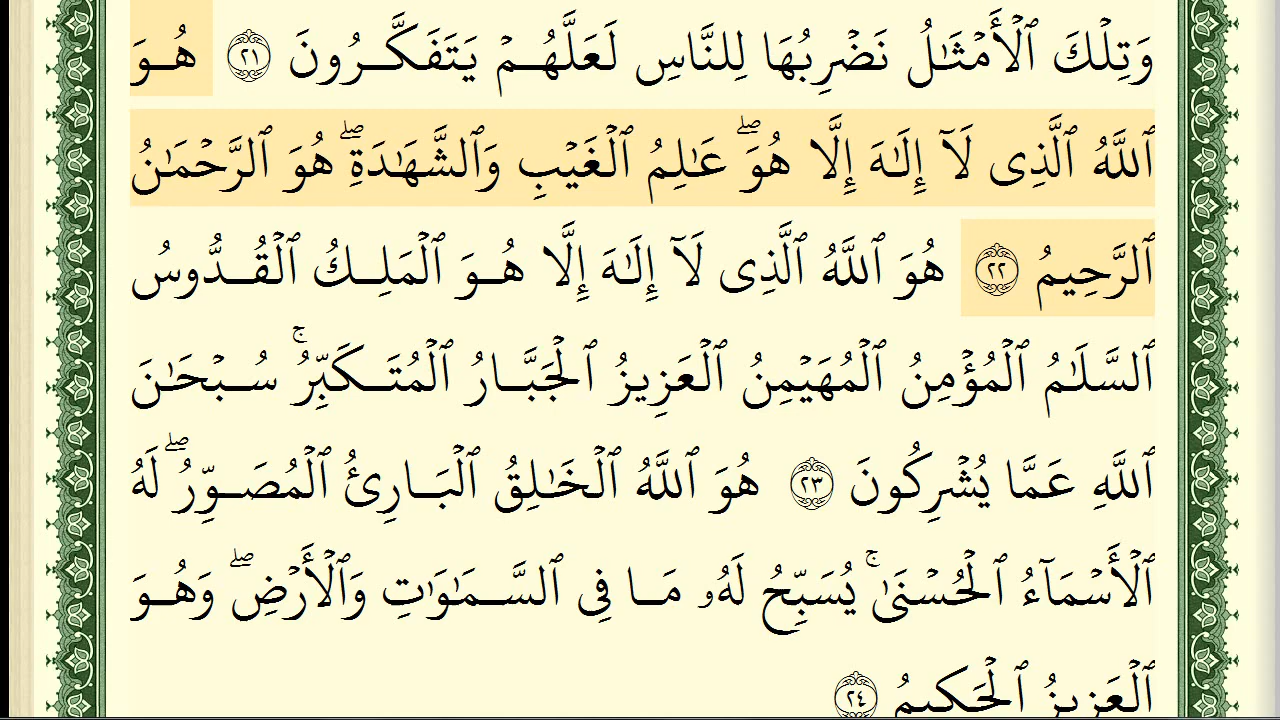 وَتِلْكَ ٱلْأَمْثَـٰلُ نَضْرِبُهَا لِلنَّاسِ لَعَلَّهُمْ يَتَفَكَّرُونَ ٢١ هُوَ
ٱللَّهُ ٱلَّذِى لَآ إِلَـٰهَ إِلَّا هُوَ ۖ عَـٰلِمُ ٱلْغَيْبِ وَٱلشَّهَـٰدَةِ ۖ هُوَ ٱلرَّحْمَـٰنُ
ٱلرَّحِيمُ ٢٢ هُوَ ٱللَّهُ ٱلَّذِى لَآ إِلَـٰهَ إِلَّا هُوَ ٱلْمَلِكُ ٱلْقُدُّوسُ
ٱلسَّلَـٰمُ ٱلْمُؤْمِنُ ٱلْمُهَيْمِنُ ٱلْعَزِيزُ ٱلْجَبَّارُ ٱلْمُتَكَبِّرُ ۚ سُبْحَـٰنَ
ٱللَّهِ عَمَّا يُشْرِكُونَ ٢٣ هُوَ ٱللَّهُ ٱلْخَـٰلِقُ ٱلْبَارِئُ ٱلْمُصَوِّرُ ۖ لَهُ
ٱلْأَسْمَآءُ ٱلْحُسْنَىٰ ۚ يُسَبِّحُ لَهُۥ مَا فِى ٱلسَّمَـٰوَٰتِ وَٱلْأَرْضِ ۖ وَهُوَ
ٱلْعَزِيزُ ٱلْحَكِيمُ ٢٤